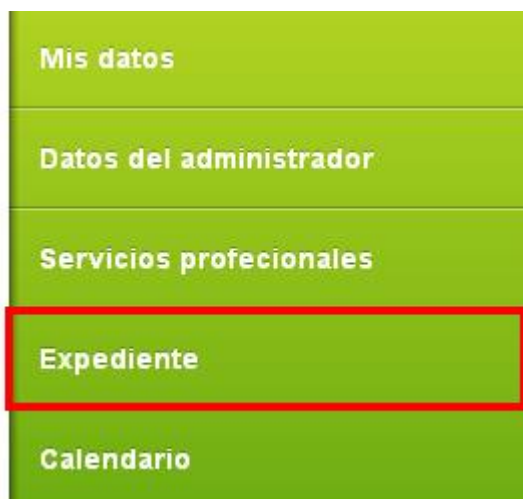 Mis datos
Datos del administrador
Servicios profecionales
Expediente
Calendario